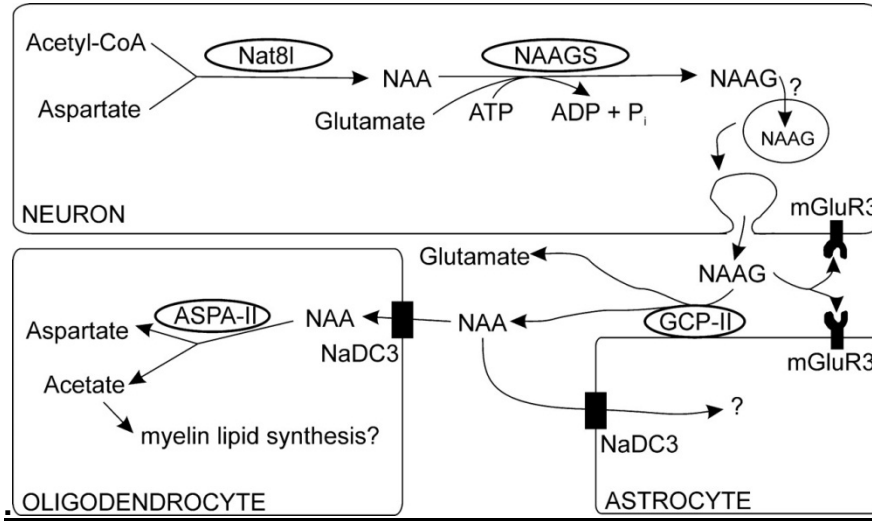 Acetyl-CoA
Nat8l
NAAGS
Aspartate
NAA
NAAG
?
Glutamate
ATP
ADP + Pi
NAAG
NEURON
mGluR3
Glutamate
NAAG
ASPA-II
NAA
NAA
GCP-II
Aspartate
NaDC3
mGluR3
Acetate
?
myelin lipid synthesis?
NaDC3
. OLIGODENDROCYTE
ASTROCYTE